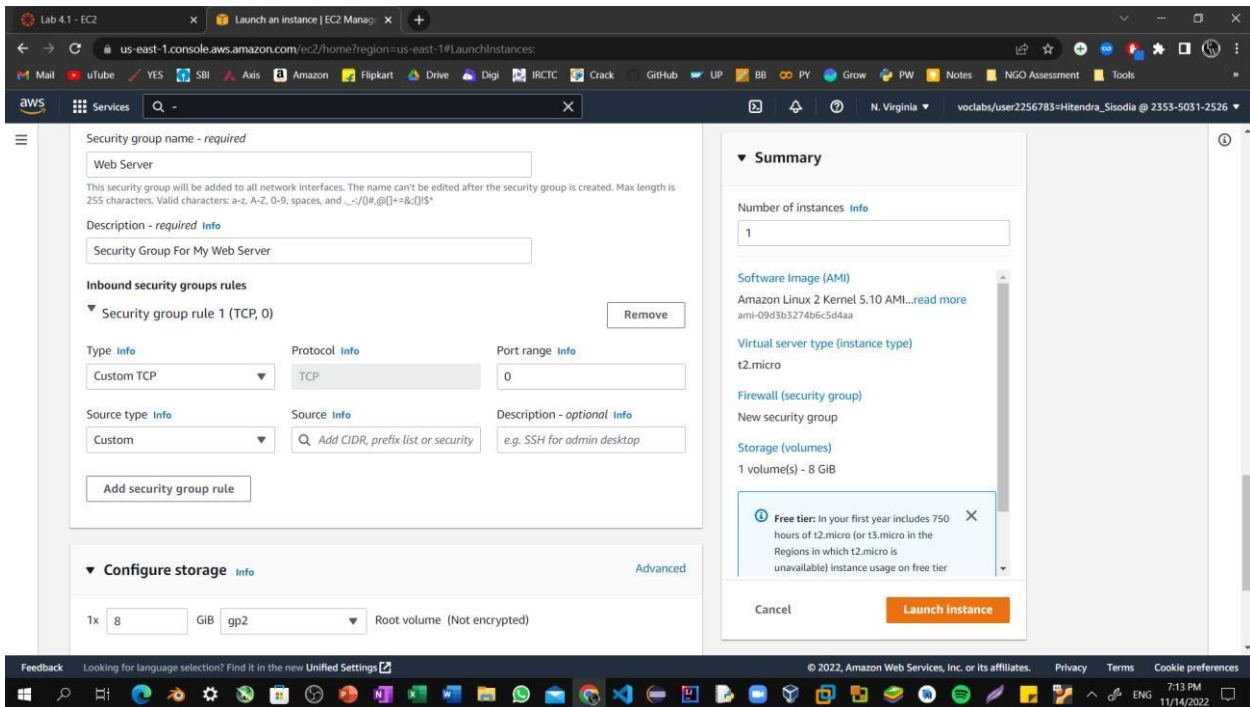 Lab 4.1 - EC2
Launch an instance | EC2 Manag
us-east-1.console.aws.amazon.com/ec2/home?region=us-east-1#LaunchInstances:
Mail uTube YES SBI Axis Amazon Flipkart Drive Digi IRCTC Crack GitHub UP BB PY Grow PW Notes NGO Assessment Tools »
aws Services - N. Virginia voclabs/user2256783=Hitendra_Sisodia @ 2353-5031-2526
Security group name - required
Web Server
This security group will be added to all network interfaces. The name can't be edited after the security group is created. Max length is
255 characters. Valid characters: a-z, A-Z, 0-9, spaces, and ._-:/()#,@[]+=&;{}!$*
Description - required Info
Security Group For My Web Server
Inbound security groups rules
Security group rule 1 (TCP, 0)
Remove
Type Info Protocol Info Port range Info
Custom TCP TCP 0
Source type Info Source Info Description - optional Info
Custom Add CIDR, prefix list or security e.g. SSH for admin desktop
Add security group rule
Configure storage Info Advanced
1x 8 GiB gp2 Root volume (Not encrypted)
Summary
Number of instances Info
1
Software Image (AMI)
Amazon Linux 2 Kernel 5.10 AMI...read more
ami-09d3b3274b6c5d4aa
Virtual server type (instance type)
t2.micro
Firewall (security group)
New security group
Storage (volumes)
1 volume(s) - 8 GiB
Free tier: In your first year includes 750
hours of t2.micro (or t3.micro in the
Regions in which t2.micro is
unavailable) instance usage on free tier
Cancel Launch instance
Feedback Looking for language selection? Find it in the new Unified Settings © 2022, Amazon Web Services, Inc. or its affiliates. Privacy Terms Cookie preferences
ENG 7:13 PM
11/14/2022